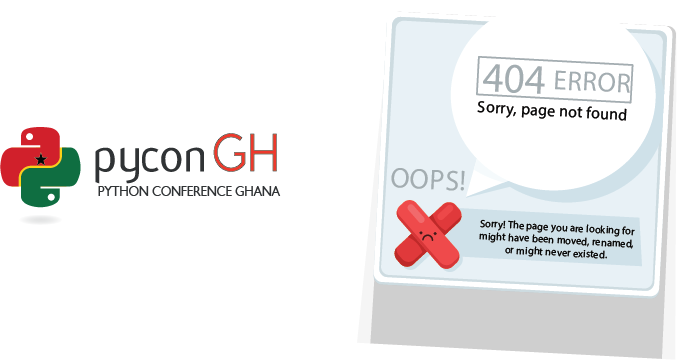 pycon GH
PYTHON CONFERENCE GHANA
404 ERROR
Sorry, page not found
OOPS!
Sorry! The page you are looking for
might have been moved, renamed,
or might never existed.